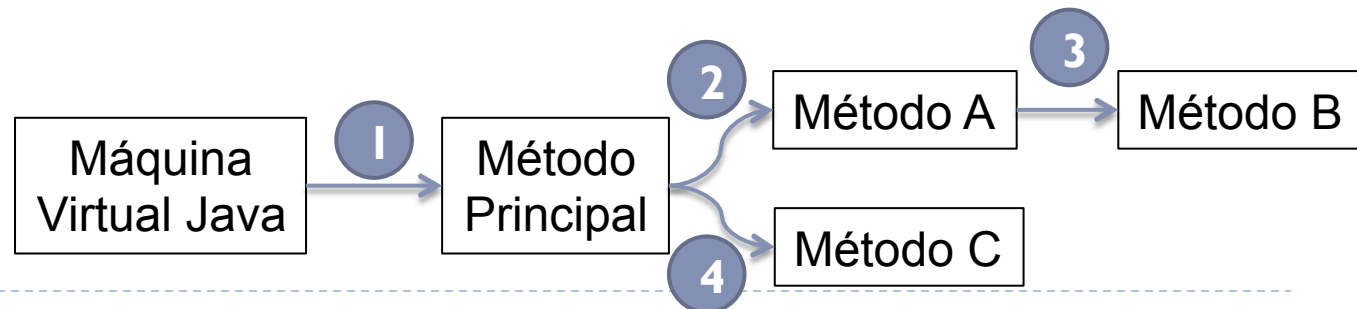 Máquina
Virtual Java
1
Método
Principal
2
Método A
3
Método B
4
Método C